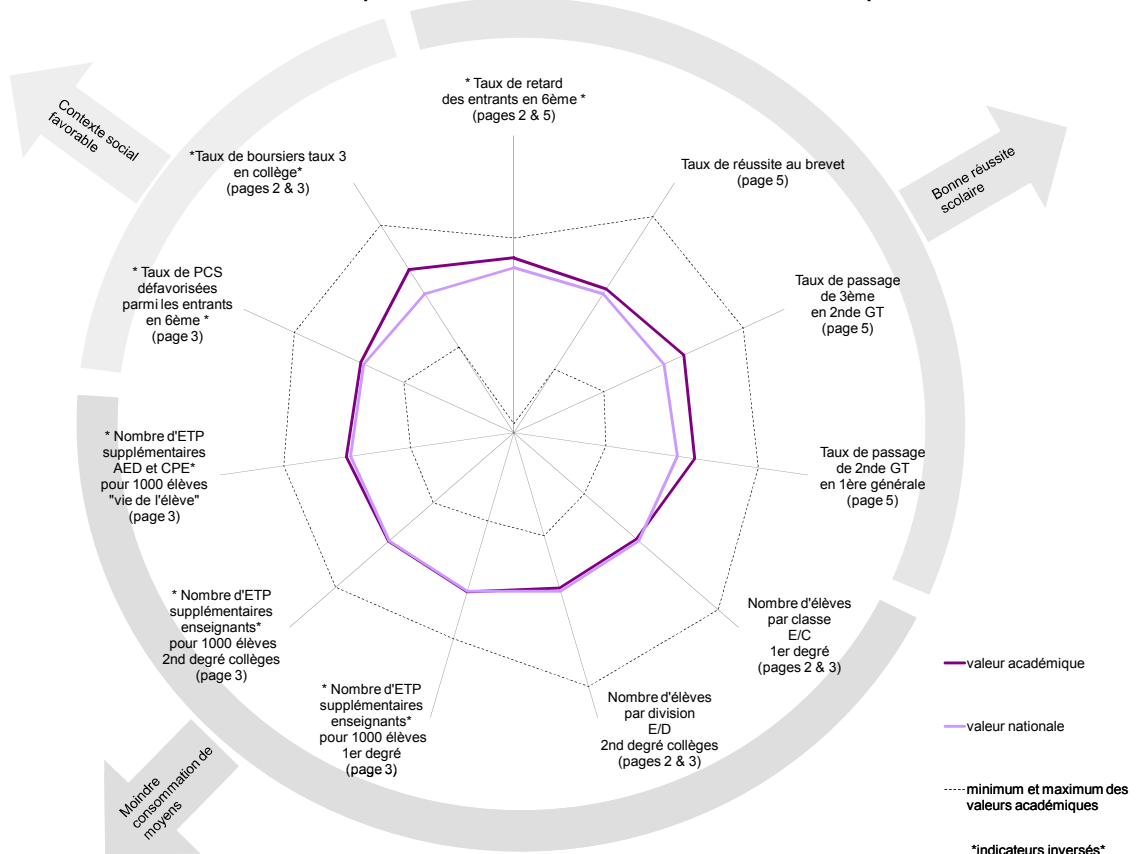 * Taux de retard
des entrants en 6ème *
(pages 2 & 5)
Contexte social
favorable
*Taux de boursiers taux 3
en collège*
(pages 2 & 3)
Taux de réussite au brevet
(page 5)
Bonne réussite
scolaire
* Taux de PCS
défavorisées
parmi les entrants
en 6ème *
(page 3)
Taux de passage
de 3ème
en 2nde GT
(page 5)
* Nombre d'ETP
supplémentaires
AED et CPE*
pour 1000 élèves
"vie de l'élève"
(page 3)
Taux de passage
de 2nde GT
en 1ère générale
(page 5)
* Nombre d'ETP
supplémentaires
enseignants*
pour 1000 élèves
2nd degré collèges
(page 3)
Nombre d'élèves
par classe
E/C
1er degré
(pages 2 & 3)
* Nombre d'ETP
supplémentaires
enseignants*
pour 1000 élèves
1er degré
(page 3)
Nombre d'élèves
par division
E/D
2nd degré collèges
(pages 2 & 3)
Moindre
consommation de
moyens
valeur académique
valeur nationale
minimum et maximum des
valeurs académiques
*indicateurs inversés*